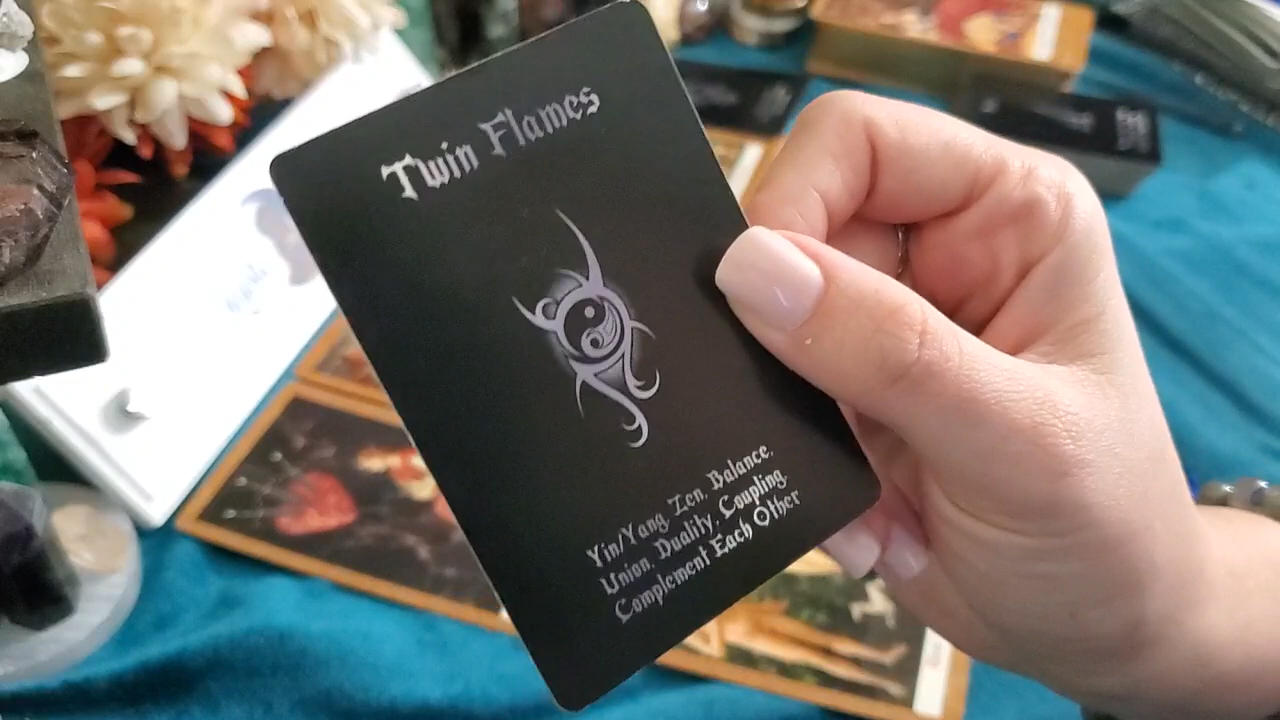 Twin Flames
Yin/Yang, Zen, Balance,
Union, Duality, Coupling,
Complement Each Other